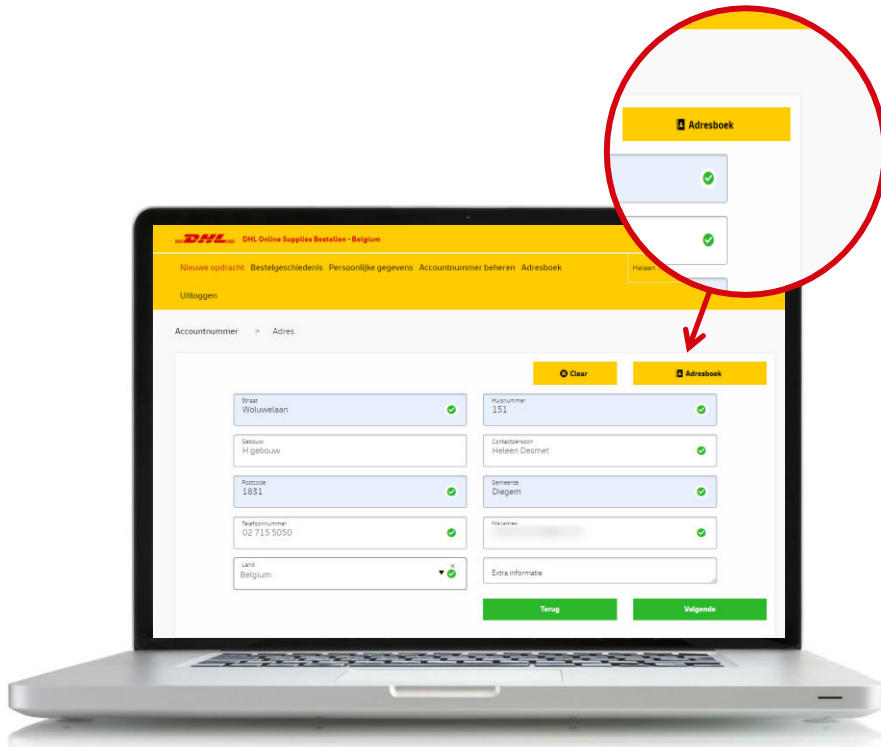 Adresboek
DHL DHL Online Supplies Bestellen - Belgium
Nieuwe opdracht Bestelgeschiedenis Persoonlijke gegevens Accountnummer beheren Adresboek
Uitloggen
Accountnummer > Adres
Clear Adresboek
Straat
Woluwelaan
Huisnummer
151
Gebouw
H gebouw
Contactpersoon
Heleen Desmet
Postcode
1831
Gemeente
Diegem
Telefoonnummer
02 715 5050
Mailadres
Land
Belgium
Extra informatie
Terug Volgende